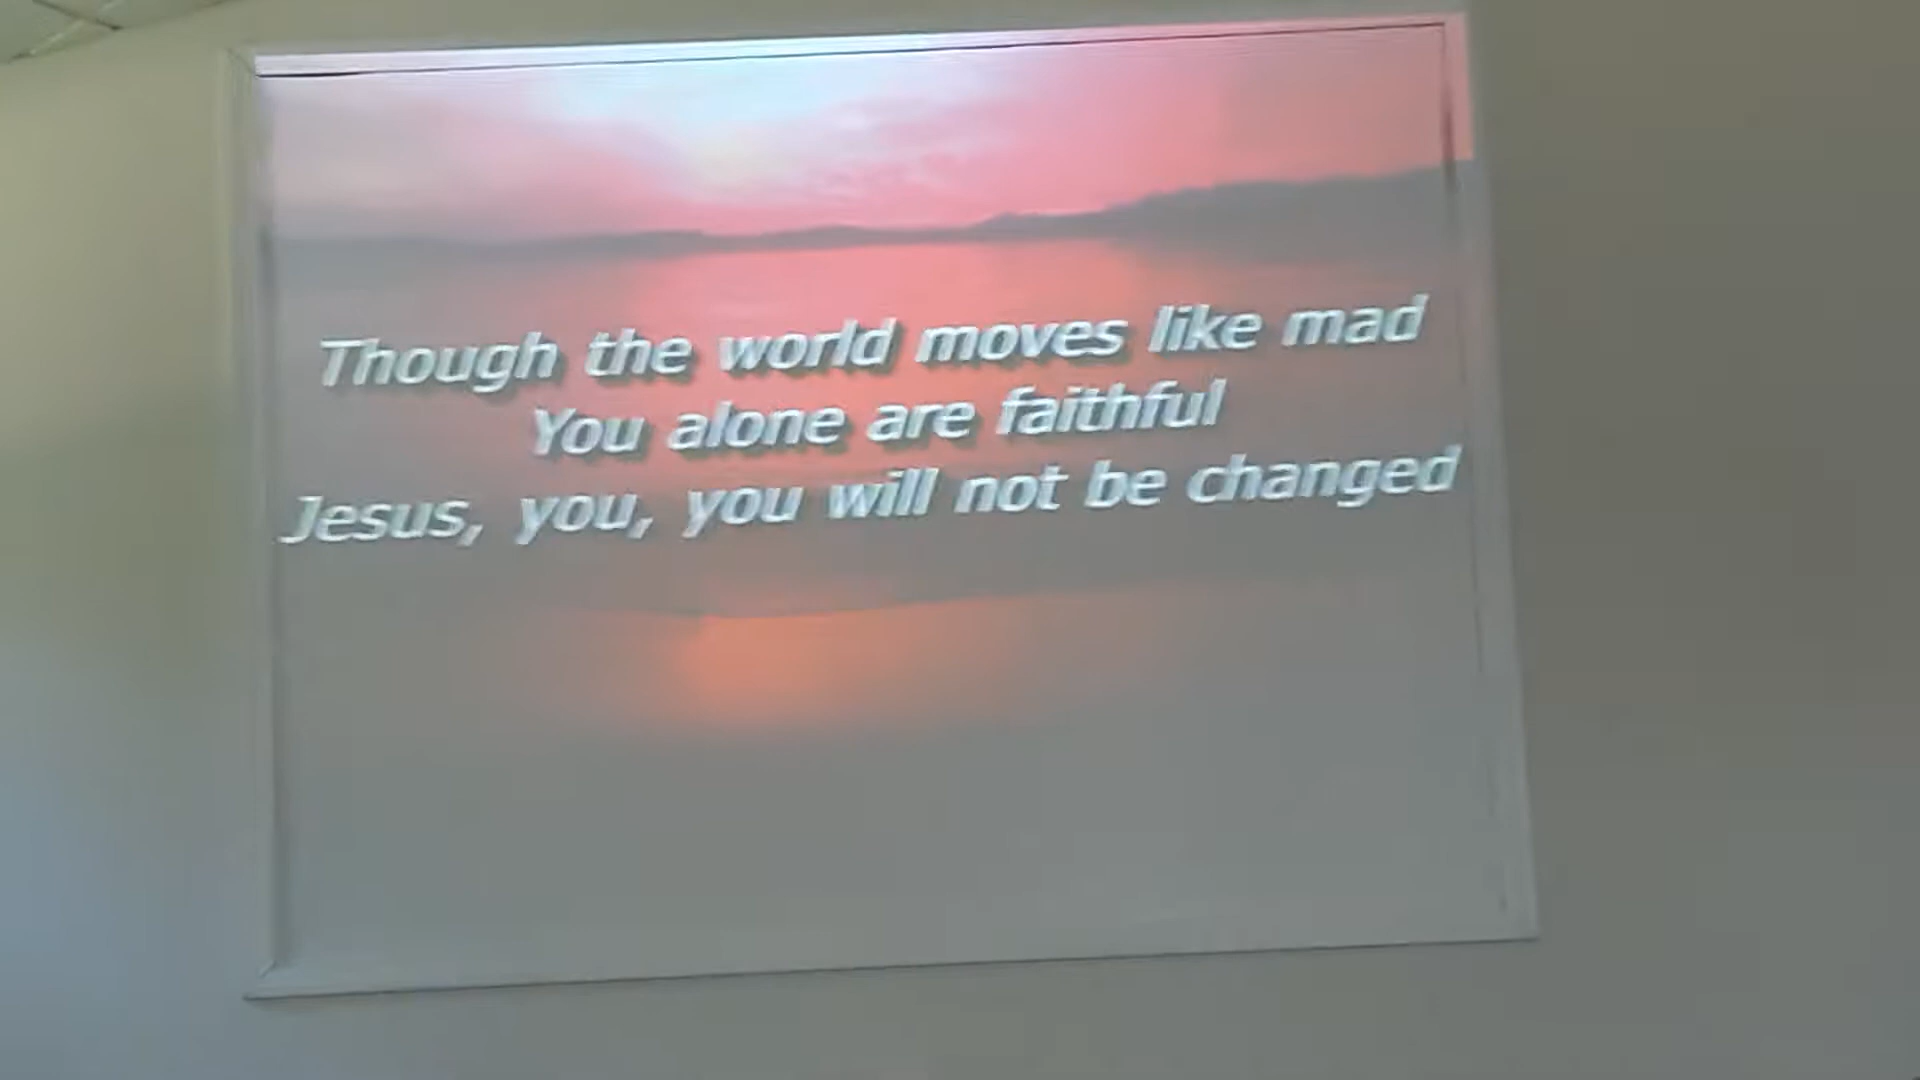 Though the world moves like mad
You alone are faithful
Jesus, you, you will not be changed